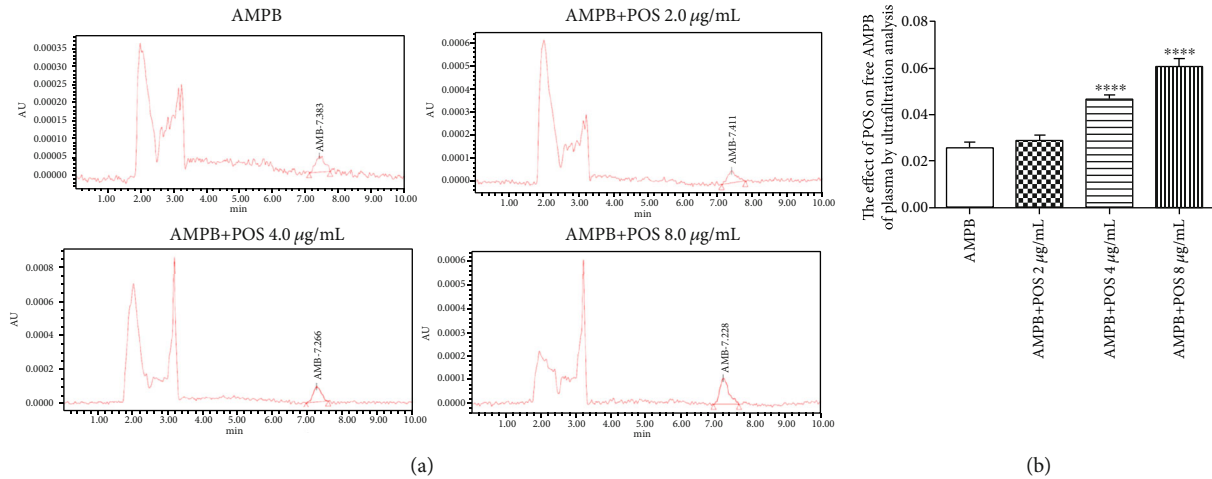 AMPB
AU
0.00035
0.00030
0.00025
0.00020
0.00015
0.00010
0.00005
0.00000
AMB-7.383
1.00 2.00 3.00 4.00 5.00 6.00 7.00 8.00 9.00 10.00
min
AMPB+POS 2.0 μg/mL
AU
0.0006
0.0005
0.0004
0.0003
0.0002
0.0001
0.0000
AMB-7.411
1.00 2.00 3.00 4.00 5.00 6.00 7.00 8.00 9.00 10.00
min
AMPB+POS 4.0 μg/mL
AU
0.0008
0.0006
0.0004
0.0002
0.0000
AMB-7.266
1.00 2.00 3.00 4.00 5.00 6.00 7.00 8.00 9.00 10.00
min
AMPB+POS 8.0 μg/mL
AU
0.0006
0.0005
0.0004
0.0003
0.0002
0.0001
0.0000
AMB-7.228
1.00 2.00 3.00 4.00 5.00 6.00 7.00 8.00 9.00 10.00
min
(a)
The effect of POS on free AMPB
of plasma by ultrafiltration analysis
0.08
0.06
0.04
0.02
0.00
****
****
AMPB
AMPB+POS 2 μg/mL
AMPB+POS 4 μg/mL
AMPB+POS 8 μg/mL
(b)